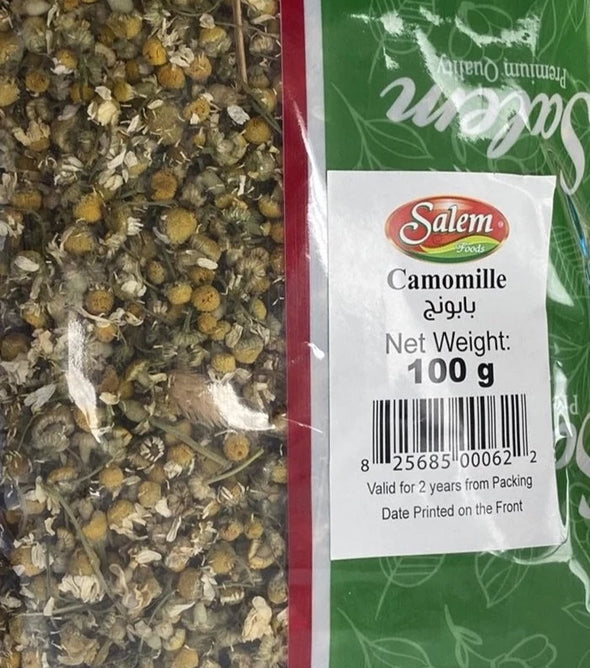 Salem
Premium Quality
Salem
Foods
Camomille
بابونج
Net Weight:
100 g
8 25685 00062 2
Valid for 2 years from Packing
Date Printed on the Front